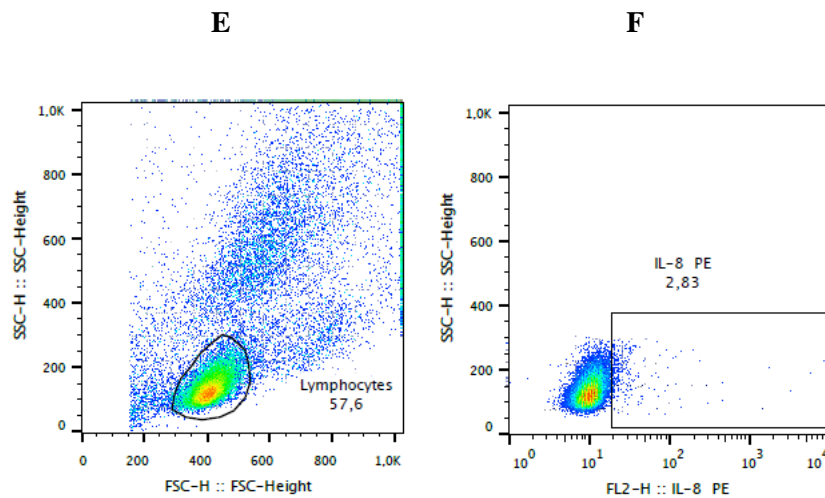 E
F
1,0K
800
600
400
200
0
SSC-H :: SSC-Height
Lymphocytes
57,6
0 200 400 600 800 1,0K
FSC-H :: FSC-Height
1,0K
800
600
400
200
0
SSC-H :: SSC-Height
IL-8 PE
2,83
10^0 10^1 10^2 10^3 10^4
FL2-H :: IL-8 PE